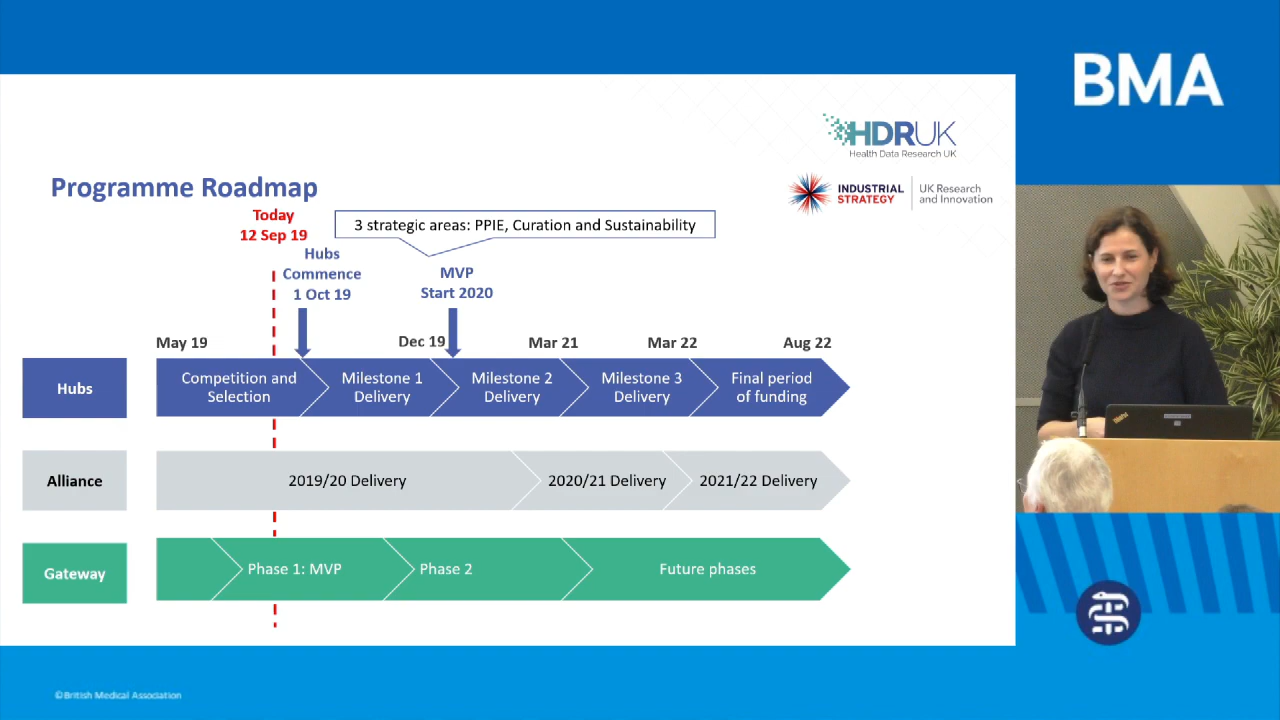 BMA
HDRUK
Health Data Research UK
INDUSTRIAL
STRATEGY
UK Research
and Innovation
Programme Roadmap
Today
12 Sep 19
3 strategic areas: PPIE, Curation and Sustainability
Hubs
Commence
1 Oct 19
MVP
Start 2020
May 19
Dec 19
Mar 21
Mar 22
Aug 22
Hubs
Competition and
Selection
Milestone 1
Delivery
Milestone 2
Delivery
Milestone 3
Delivery
Final period
of funding
Alliance
2019/20 Delivery
2020/21 Delivery
2021/22 Delivery
Gateway
Phase 1: MVP
Phase 2
Future phases
ThinkPad
©British Medical Association